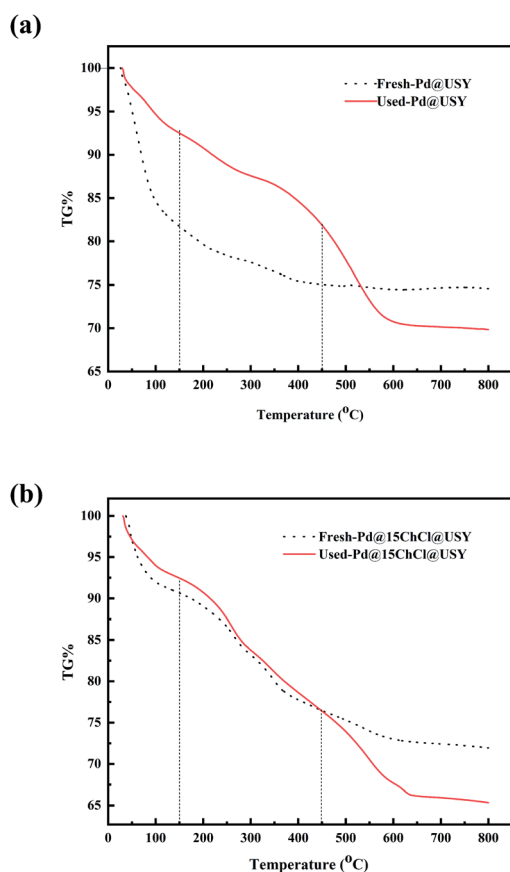 (a)
Fresh-Pd@USY
Used-Pd@USY
TG%
100
95
90
85
80
75
70
65
0 100 200 300 400 500 600 700 800
Temperature (⁰C)
(b)
Fresh-Pd@15ChCl@USY
Used-Pd@15ChCl@USY
TG%
100
95
90
85
80
75
70
65
0 100 200 300 400 500 600 700 800
Temperature (⁰C)